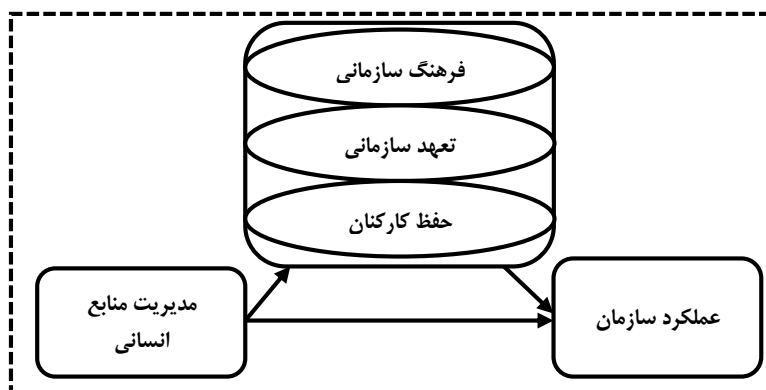 فرهنگ سازمانی
تعهد سازمانی
حفظ کارکنان
مدیریت منابع
انسانی
عملکرد سازمان